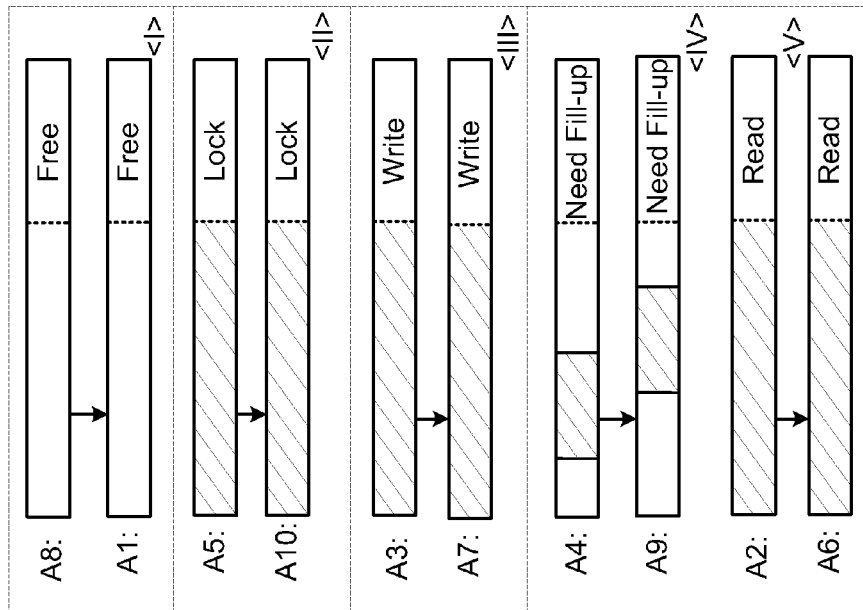 A8: Free
A1: Free
<I>
A5: Lock
A10: Lock
<II>
A3: Write
A7: Write
<III>
A4: Need Fill-up
A9: Need Fill-up
<IV>
A2: Read
<V>
A6: Read